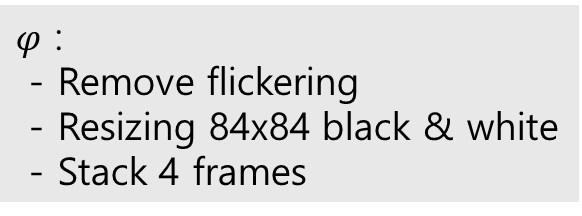 φ :
- Remove flickering
- Resizing 84x84 black & white
- Stack 4 frames